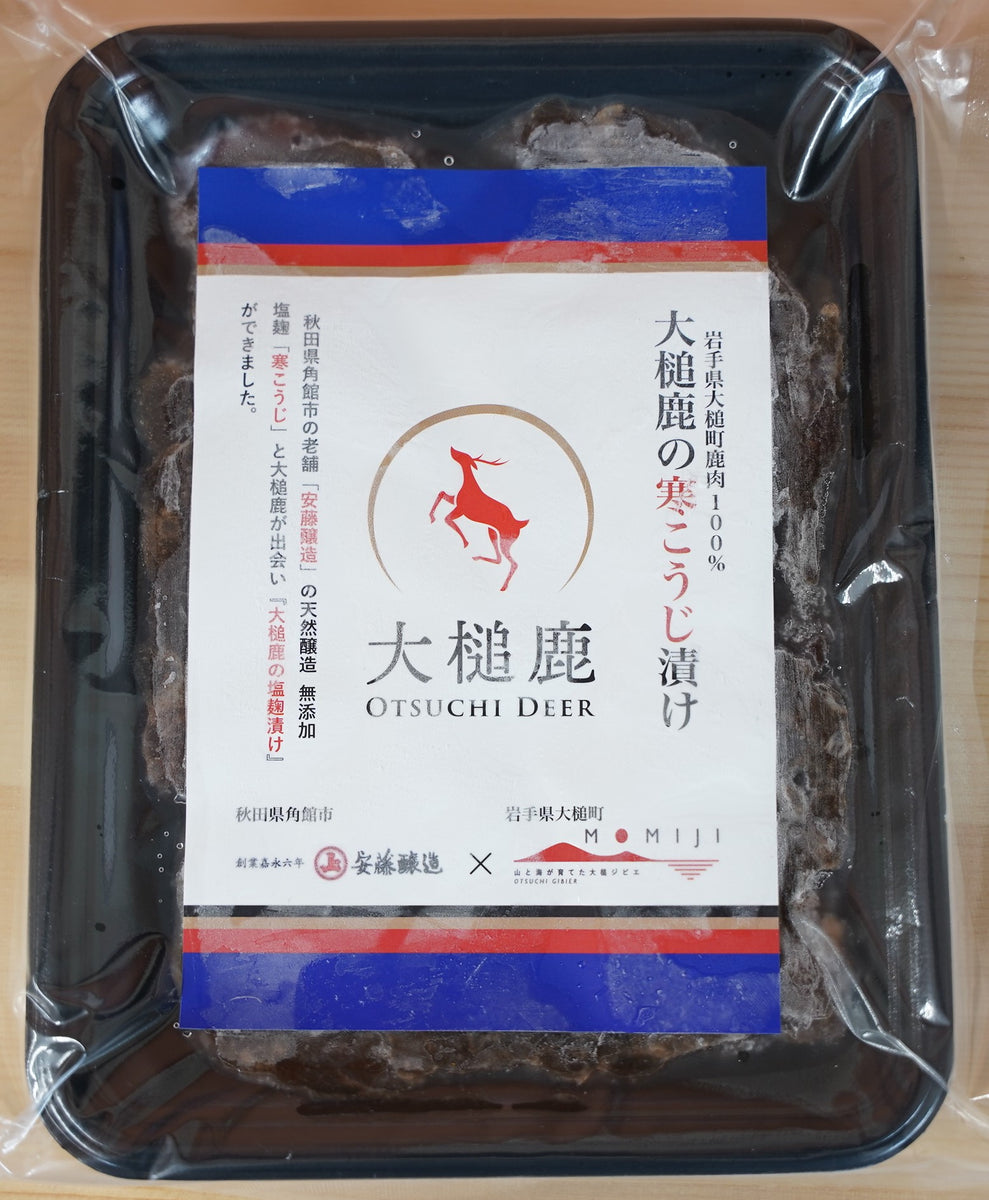 岩手県大槌町鹿肉100%
大槌鹿の寒こうじ漬け
大槌鹿
OTSUCHI DEER
秋田県角館市の老舗「安藤醸造」の天然醸造 無添加
塩麹「寒こうじ」と大槌鹿が出会い『大槌鹿の塩麹漬け』
ができました。
秋田県角館市
創業嘉永六年 安藤醸造
×
岩手県大槌町
MOMIJI
山と海が育てた大槌ジビエ
OTSUCHI GIBIER